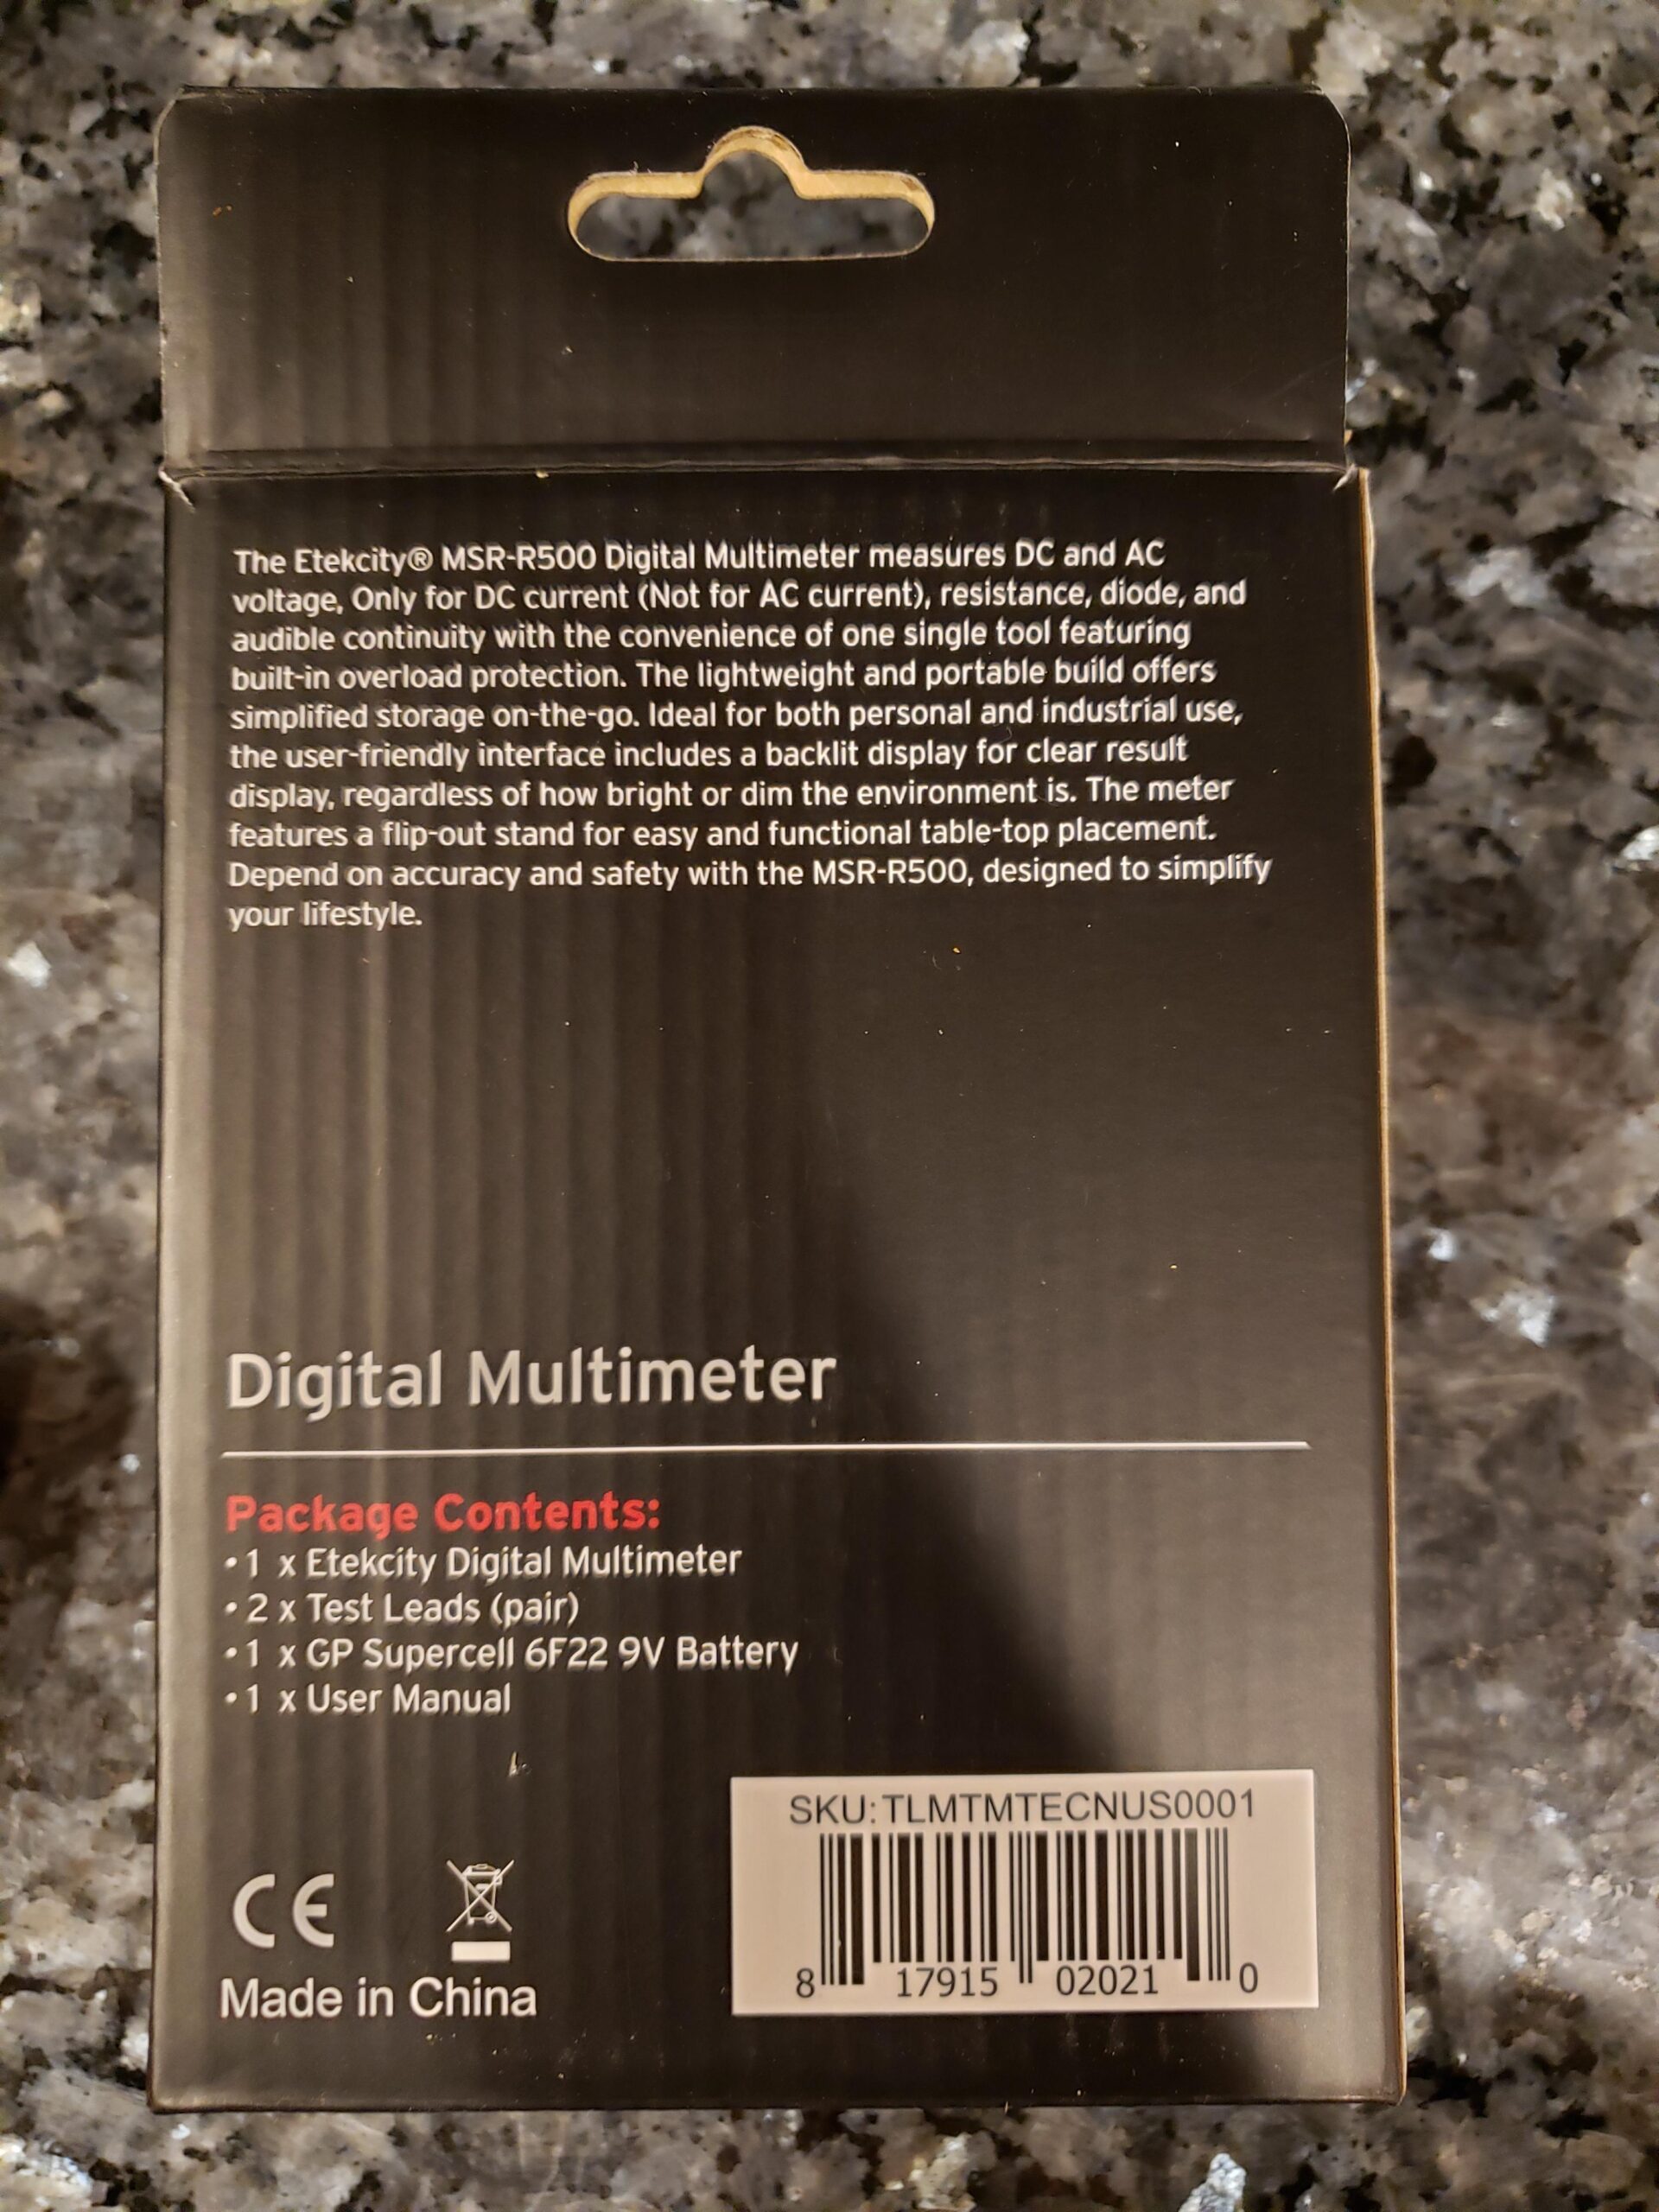 The Etekcity® MSR-R500 Digital Multimeter measures DC and AC
voltage, Only for DC current (Not for AC current), resistance, diode, and
audible continuity with the convenience of one single tool featuring
built-in overload protection. The lightweight and portable build offers
simplified storage on-the-go. Ideal for both personal and industrial use,
the user-friendly interface includes a backlit display for clear result
display, regardless of how bright or dim the environment is. The meter
features a flip-out stand for easy and functional table-top placement.
Depend on accuracy and safety with the MSR-R500, designed to simplify
your lifestyle.
Digital Multimeter
Package Contents:
• 1 x Etekcity Digital Multimeter
• 2 x Test Leads (pair)
• 1 x GP Supercell 6F22 9V Battery
• 1 x User Manual
SKU:TLMTMTECNUS0001
8 17915 02021 0
CE
Made in China